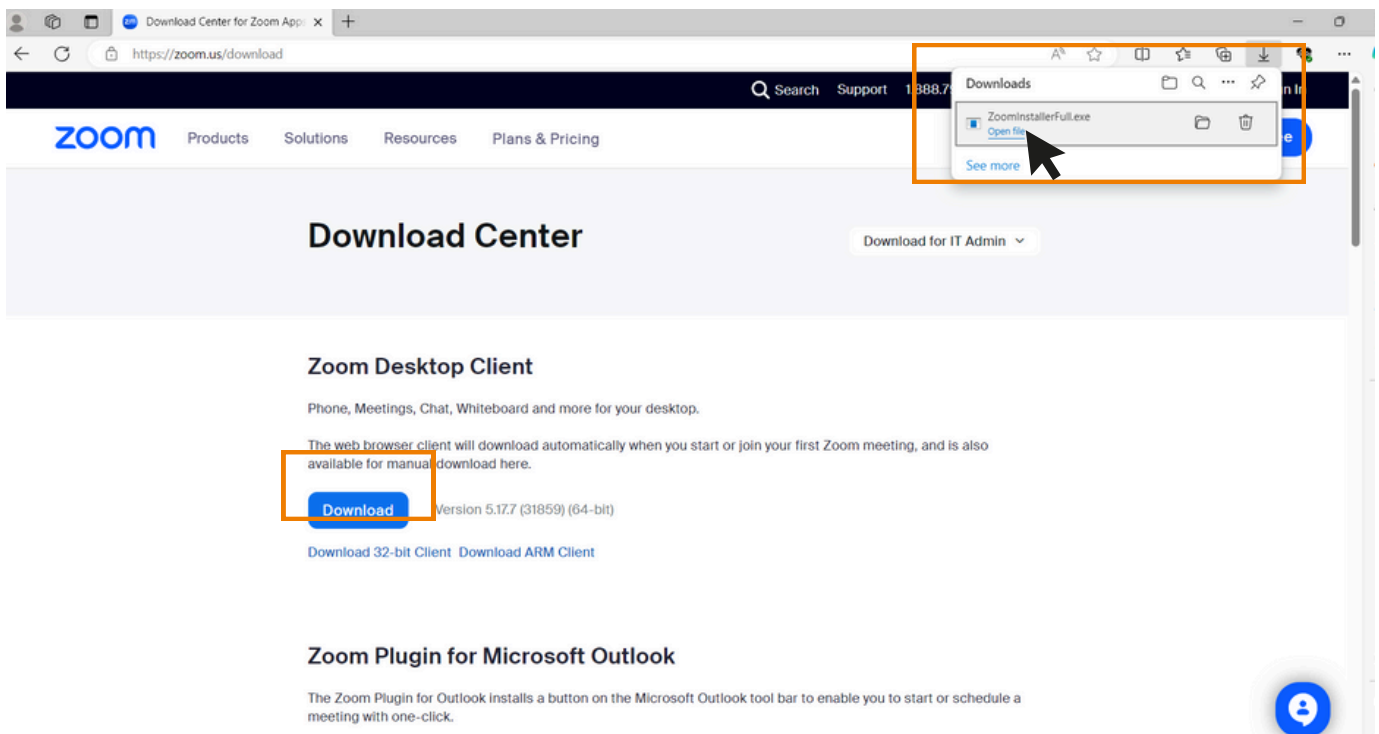 Download Center for Zoom App
https://zoom.us/download
Search Support 1.888.7
n In
Downloads
ZoomInstallerFull.exe
Open file
See more
zoom Products Solutions Resources Plans & Pricing
e
Download Center
Download for IT Admin
Zoom Desktop Client
Phone, Meetings, Chat, Whiteboard and more for your desktop.
The web browser client will download automatically when you start or join your first Zoom meeting, and is also
available for manual download here.
Download Version 5.17.7 (31859) (64-bit)
Download 32-bit Client Download ARM Client
Zoom Plugin for Microsoft Outlook
The Zoom Plugin for Outlook installs a button on the Microsoft Outlook tool bar to enable you to start or schedule a
meeting with one-click.